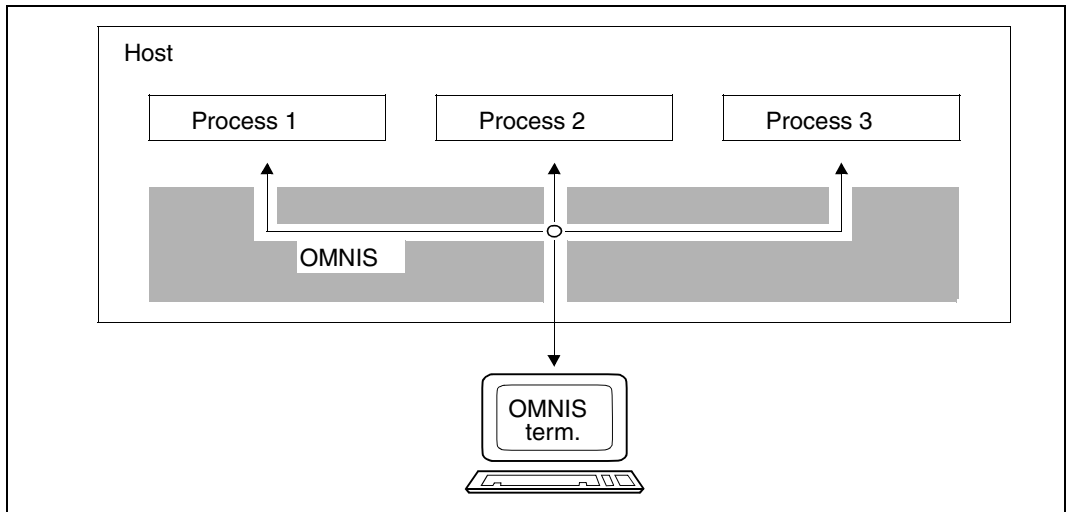 Host
Process 1
Process 2
Process 3
OMNIS
OMNIS
term.